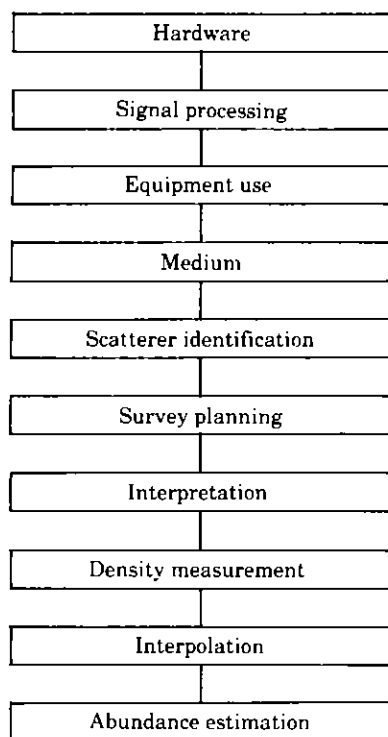 Hardware
Signal processing
Equipment use
Medium
Scatterer identification
Survey planning
Interpretation
Density measurement
Interpolation
Abundance estimation